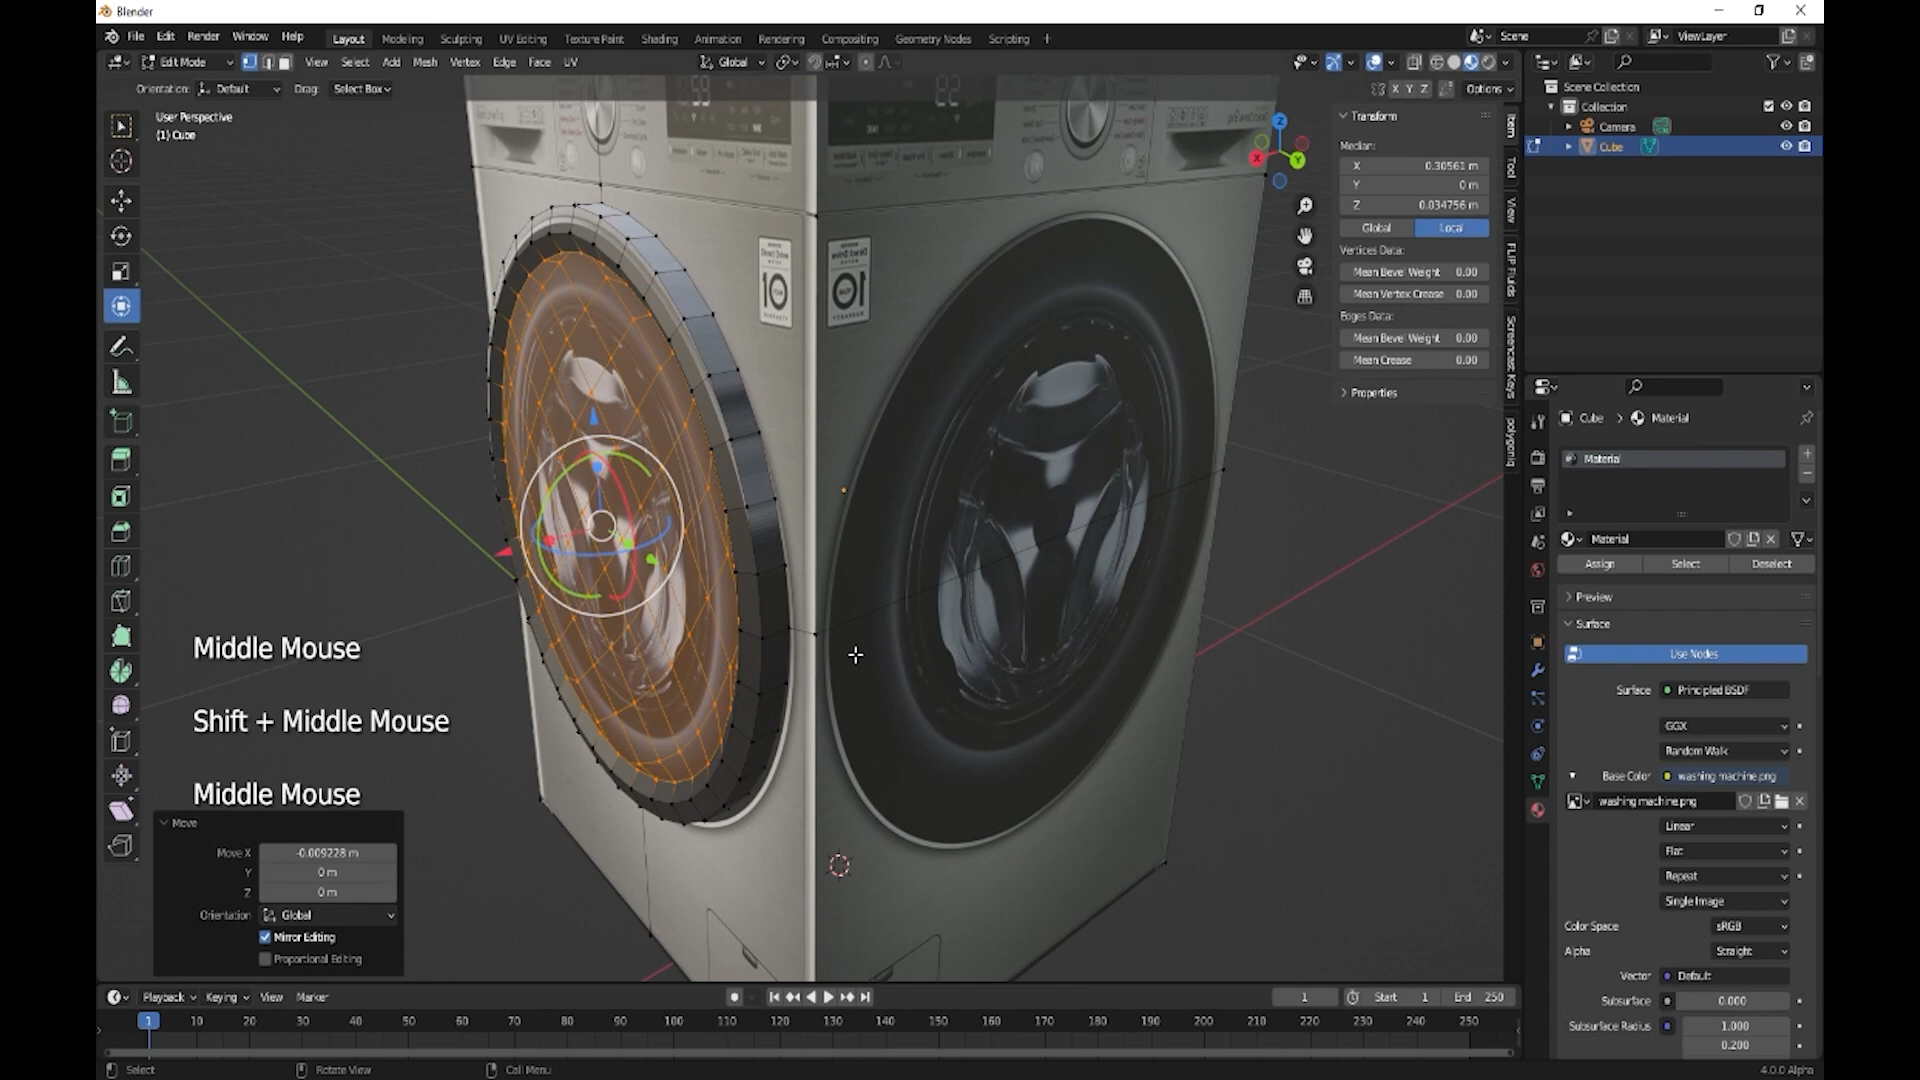 Blender
File Edit Render Window Help
Layout Modeling Sculpting UV Editing Texture Paint Shading Animation Rendering Compositing Geometry Nodes Scripting +
Scene
ViewLayer
Edit Mode View Select Add Mesh Vertex Edge Face UV
Global
Orientation: Default Drag: Select Box
X Y Z Options
User Perspective
(1) Cube
Scene Collection
Collection
Camera
Cube
Transform
Median:
X 0.30561 m
Y 0 m
Z 0.034756 m
Global Local
Vertices Data:
Mean Bevel Weight 0.00
Mean Vertex Crease 0.00
Edges Data:
Mean Bevel Weight 0.00
Mean Crease 0.00
Properties
Item
Tool
View
FLIP Fluids
Screencast Keys
polygoniq
Z
X
Y
10
Middle Mouse
Shift + Middle Mouse
Middle Mouse
Move
Move X -0.009228 m
Y 0 m
Z 0 m
Orientation Global
Mirror Editing
Proportional Editing
Cube > Material
Material
Material
Assign Select Deselect
Preview
Surface
Use Nodes
Surface Principled BSDF
GGX
Random Walk
Base Color washing machine.png
washing machine.png
Linear
Flat
Repeat
Single Image
Color Space sRGB
Alpha Straight
Vector Default
Subsurface 0.000
Subsurface Radius 1.000
0.200
Playback Keying View Marker
1 Start 1 End 250
1 10 20 30 40 50 60 70 80 90 100 110 120 130 140 150 160 170 180 190 200 210 220 230 240 250
Select Rotate View Call Menu
4.0.0 Alpha